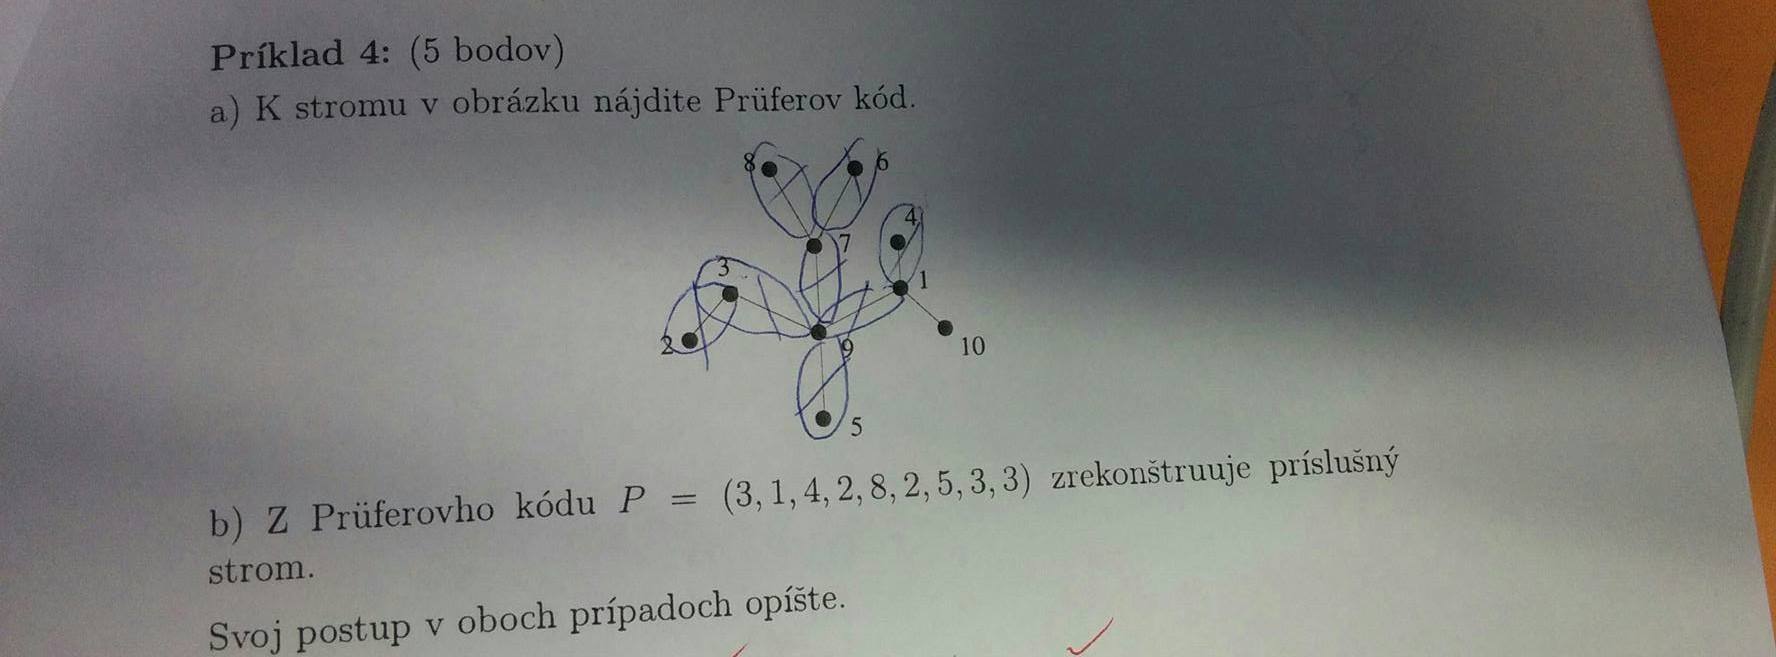 Príklad 4: (5 bodov)
a) K stromu v obrázku nájdite Prüferov kód.
8
6
4
7
3
1
2
9
10
5
b) Z Prüferovho kódu P = (3, 1, 4, 2, 8, 2, 5, 3, 3) zrekonštruuje príslušný
strom.
Svoj postup v oboch prípadoch opíšte.